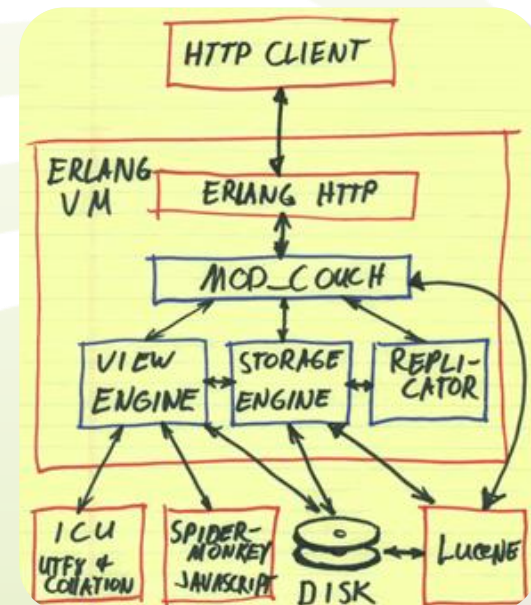 HTTP CLIENT
ERLANG
VM
ERLANG HTTP
MOD_COUCH
VIEW
ENGINE
STORAGE
ENGINE
REPLI-
CATOR
ICU
UTF8 &
COLLATION
SPIDER-
MONKEY
JAVASCRIPT
DISK
LUCENE